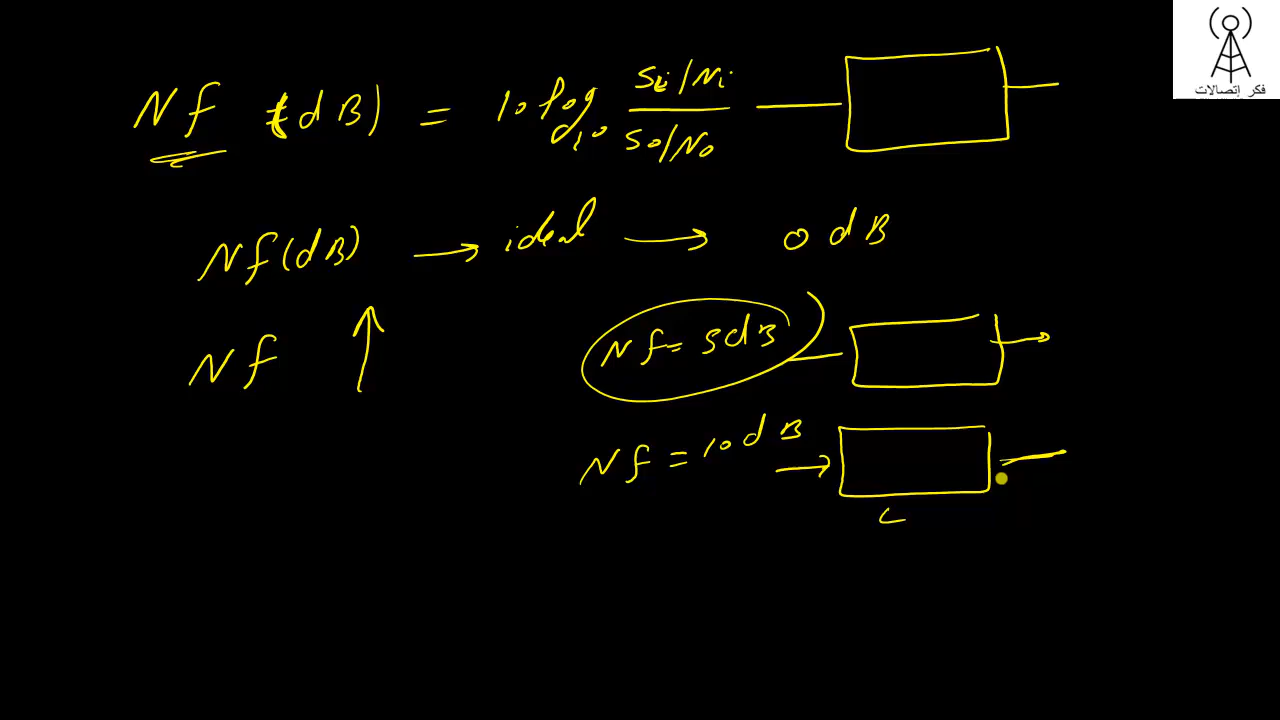 فكر إتصالات
Nf (dB) = 10 log10 Si/Ni / So/No
Nf(dB) → ideal → 0 dB
Nf ↑
Nf = 3dB
Nf = 10 dB